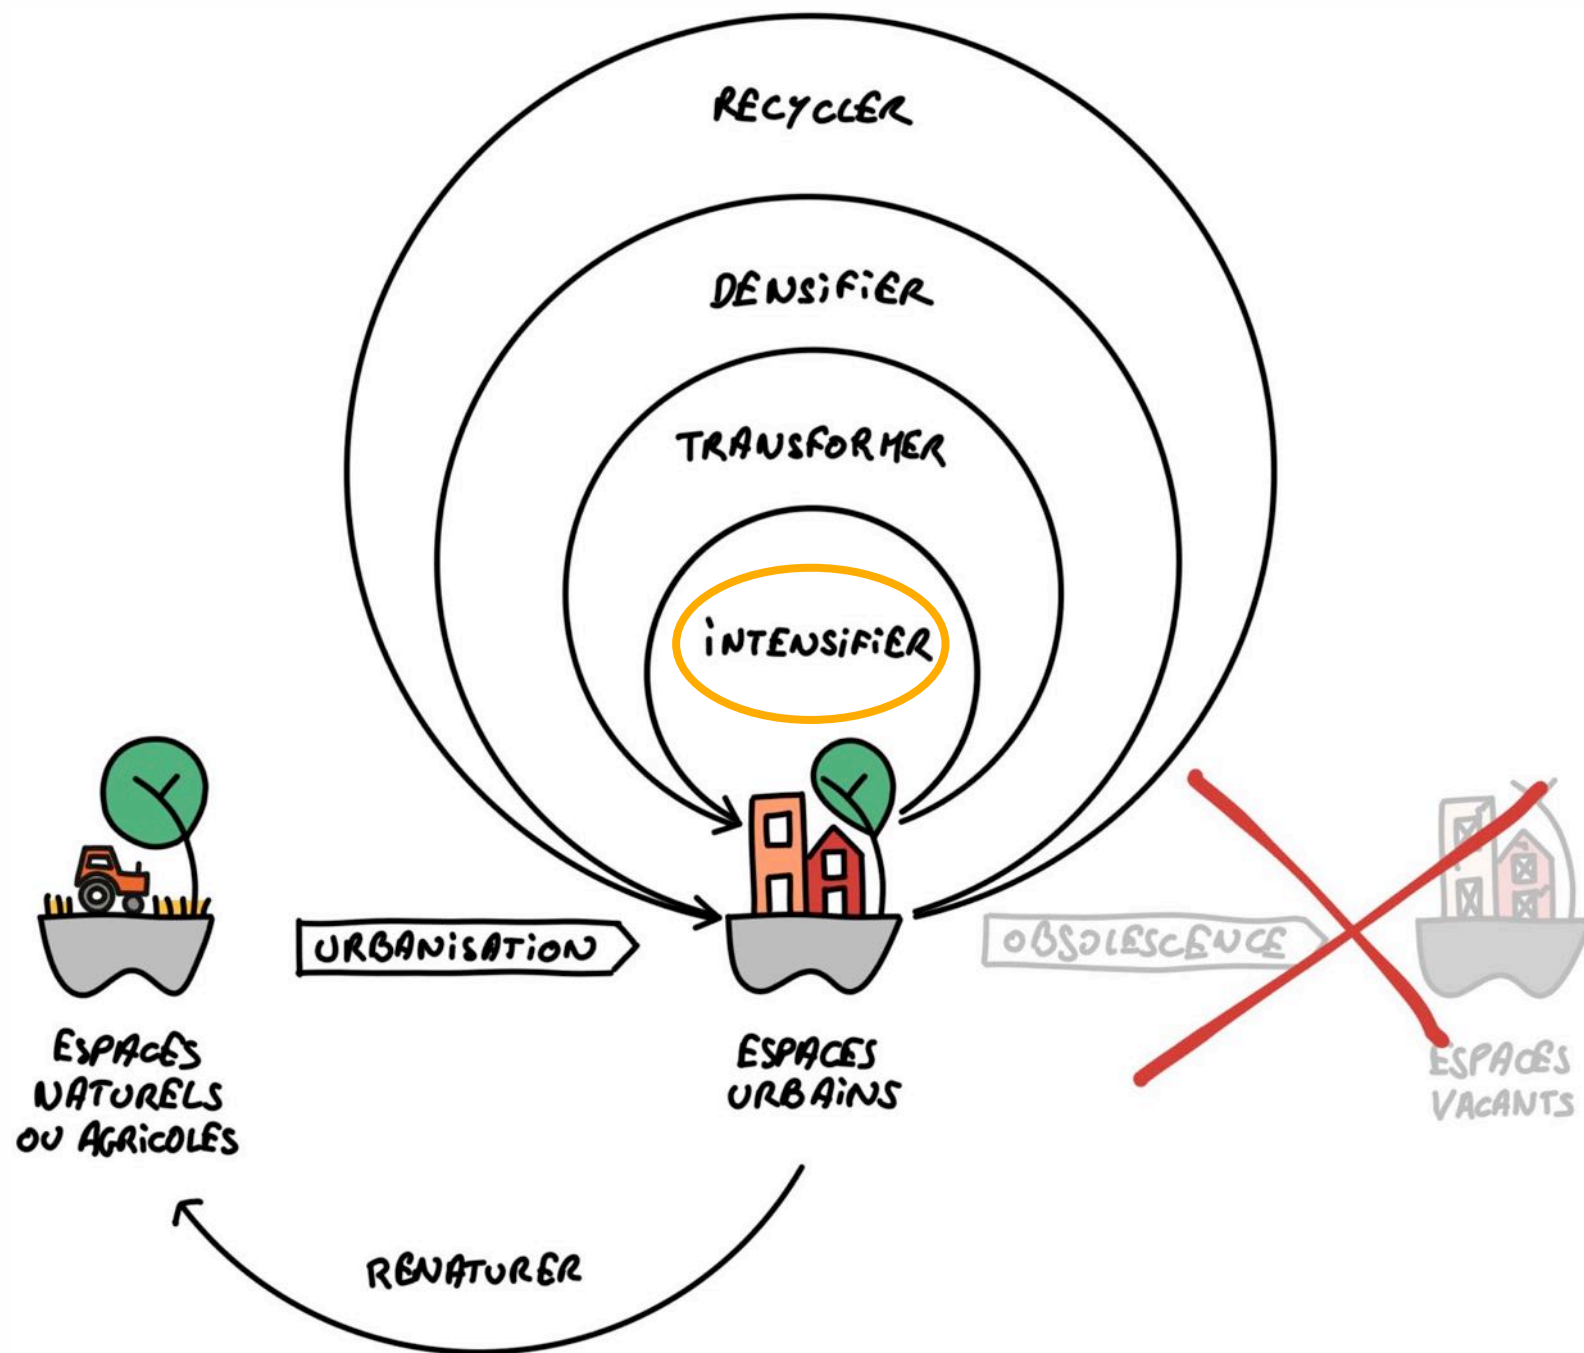 RECYCLER
DENSiFiER
TRANSFORMER
iNTENSiFiER
URBANiSATiON
OBSOLESCENCE
ESPACES
NATURELS
OU AGRiCOLES
ESPACES
URBAiNS
ESPACES
VACANTS
RENATURER